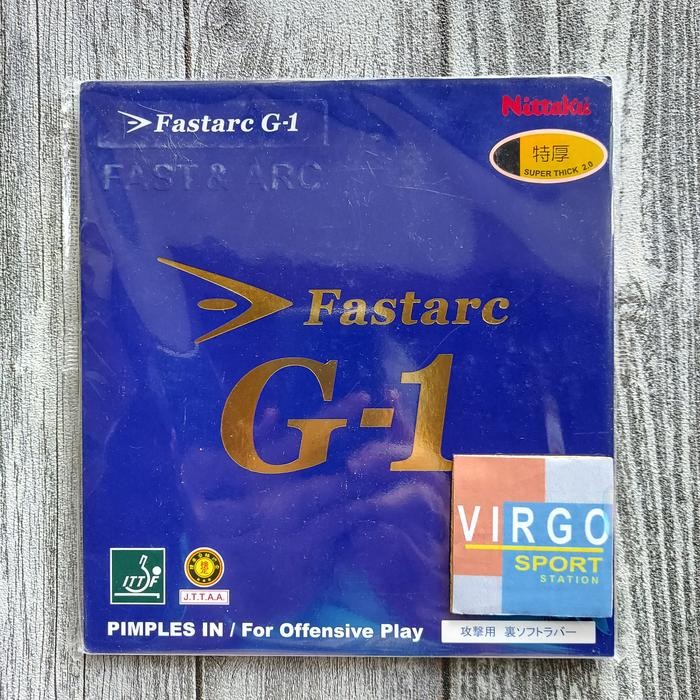 Fastarc G-1
Nittaku
特厚
SUPER THICK 2.0
FAST & ARC
Fastarc
G-1
VIRGO
SPORT
STATION
ITTF
J.T.T.A.A.
PIMPLES IN / For Offensive Play
攻撃用 裏ソフトラバー